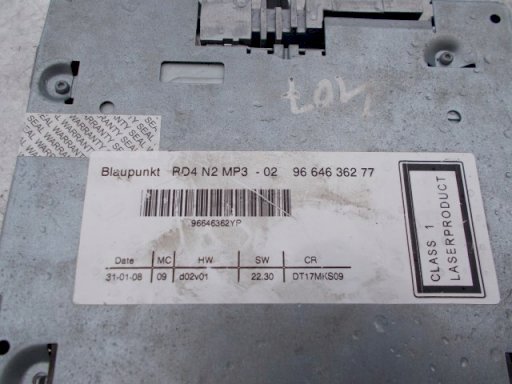 WARRANTY SEAL WARRANTY SEAL
Blaupunkt RD4 N2 MP3 - 02 96 646 362 77
96646362YP
Date MC HW SW CR
31-01-08 09 d02v01 22.30 DT17MKS09
CLASS 1
LASERPRODUCT